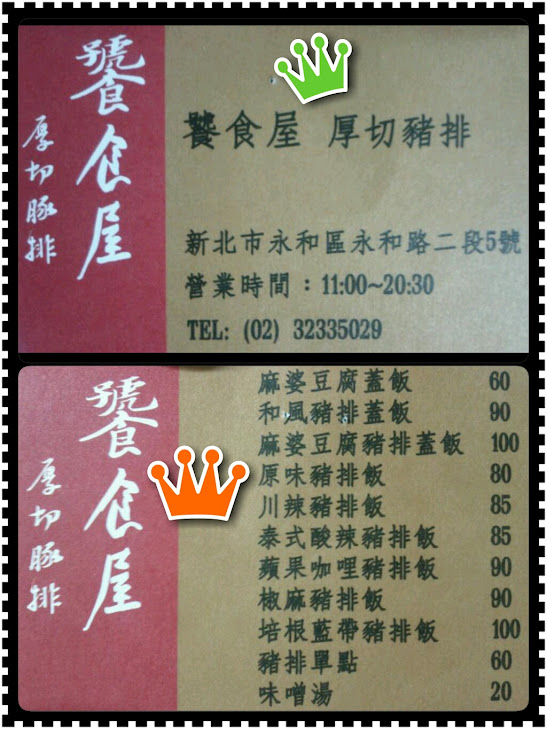 饕食屋
厚切豚排
饕食屋 厚切豬排
新北市永和區永和路二段5號
營業時間：11:00~20:30
TEL: (02) 32335029
饕食屋
厚切豚排
麻婆豆腐蓋飯 60
和風豬排蓋飯 90
麻婆豆腐豬排蓋飯 100
原味豬排飯 80
川辣豬排飯 85
泰式酸辣豬排飯 85
蘋果咖哩豬排飯 90
椒麻豬排飯 90
培根藍帶豬排飯 100
豬排單點 60
味噌湯 20